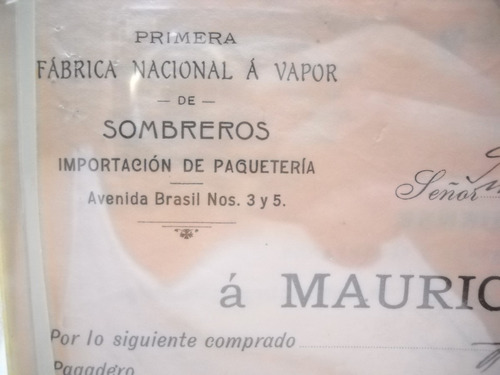 PRIMERA
FÁBRICA NACIONAL Á VAPOR
— DE —
SOMBREROS
IMPORTACIÓN DE PAQUETERÍA
Avenida Brasil Nos. 3 y 5.
Señor
á MAURIC
Por lo siguiente comprado
Pagadero